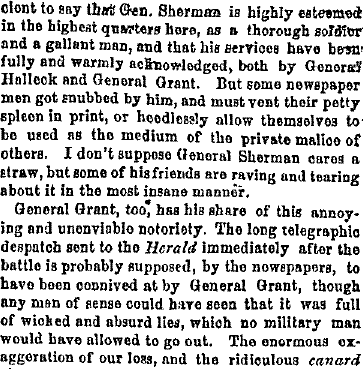 cient to say that Gen. Sherman is highly esteemed
in the highest quarters here, as a thorough soldier
and a gallant man, and that his services have been
fully and warmly acknowledged, both by General
Halleck and General Grant. But some newspaper
men got snubbed by him, and must vent their petty
spleen in print, or heedlessly allow themselves to
be used as the medium of the private malice of
others. I don't suppose General Sherman cares a
straw, but some of his friends are raving and tearing
about it in the most insane manner.
General Grant, too, has his share of this annoy-
ing and unenviable notoriety. The long telegraphic
despatch sent to the Herald immediately after the
battle is probably supposed, by the newspapers, to
have been connived at by General Grant, though
any man of sense could have seen that it was full
of wicked and absurd lies, which no military man
would have allowed to go out. The enormous ex-
aggeration of our loss, and the ridiculous canard